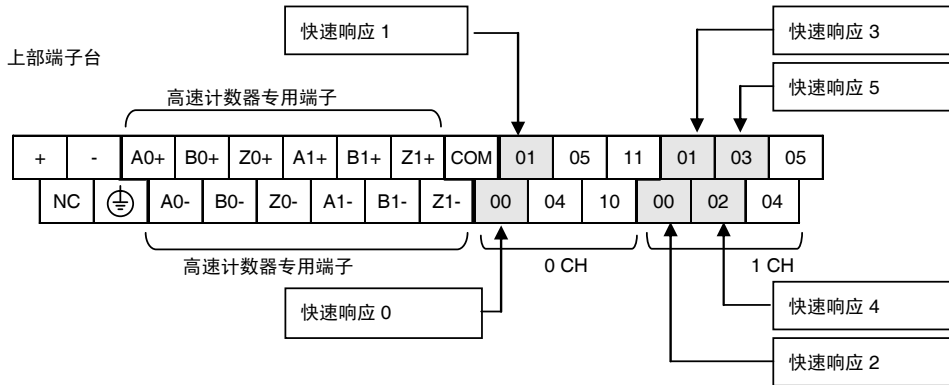 快速响应 1
快速响应 3
上部端子台
快速响应 5
高速计数器专用端子
+ - A0+ B0+ Z0+ A1+ B1+ Z1+ COM 01 05 11 01 03 05
NC A0- B0- Z0- A1- B1- Z1- 00 04 10 00 02 04
高速计数器专用端子
0 CH
1 CH
快速响应 0
快速响应 4
快速响应 2